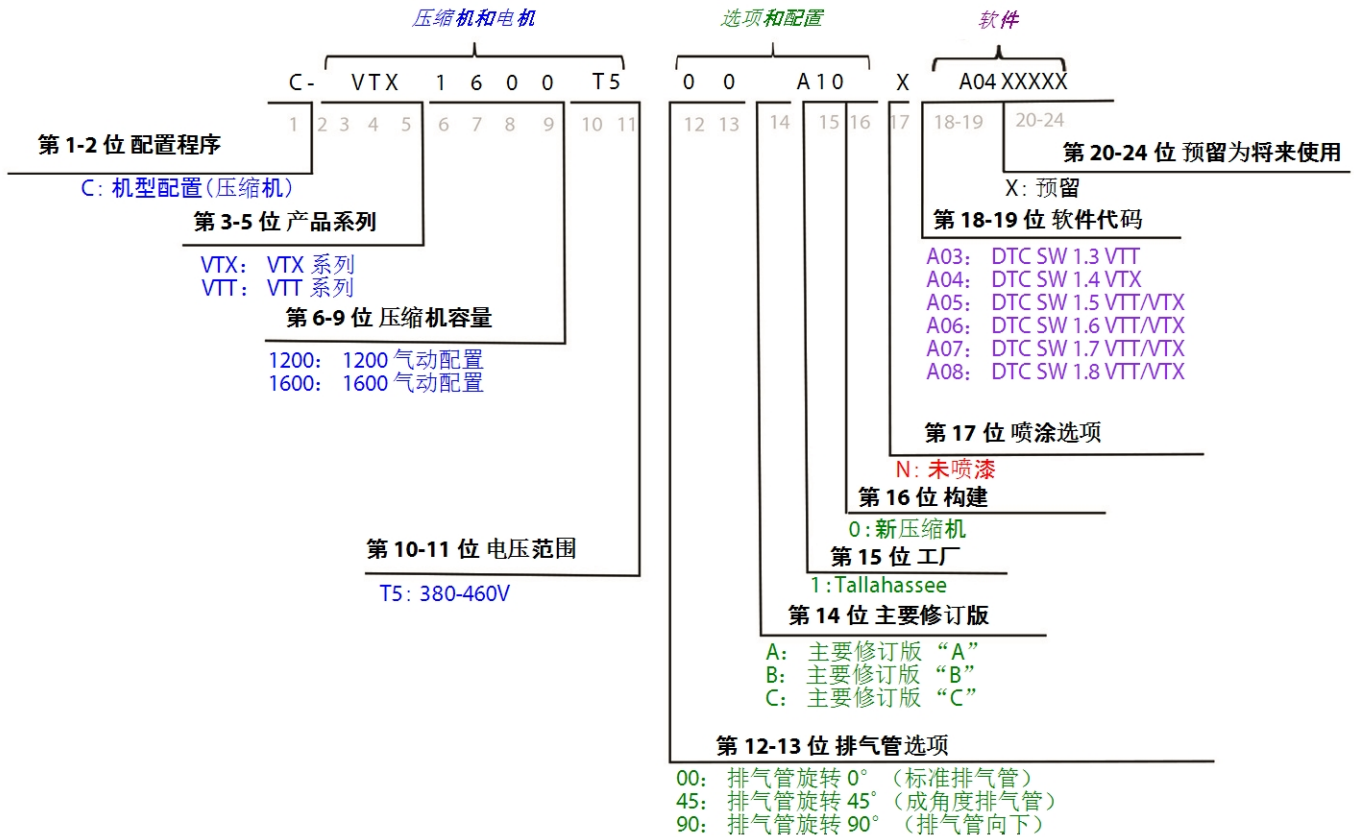 压缩机和电机 选项和配置 软件
C- VTX 1 6 0 0 T5 0 0 A10 X A04 XXXXX
1 2 3 4 5 6 7 8 9 10 11 12 13 14 15 16 17 18-19 20-24
第 1-2 位 配置程序
C: 机型配置(压缩机)
第 20-24 位 预留为将来使用
X: 预留
第 3-5 位 产品系列
VTX: VTX 系列
VTT: VTT 系列
第 18-19 位 软件代码
A03: DTC SW 1.3 VTT
A04: DTC SW 1.4 VTX
A05: DTC SW 1.5 VTT/VTX
A06: DTC SW 1.6 VTT/VTX
A07: DTC SW 1.7 VTT/VTX
A08: DTC SW 1.8 VTT/VTX
第 6-9 位 压缩机容量
1200: 1200 气动配置
1600: 1600 气动配置
第 17 位 喷涂选项
N: 未喷漆
第 16 位 构建
0:新压缩机
第 10-11 位 电压范围
T5: 380-460V
第 15 位 工厂
1:Tallahassee
第 14 位 主要修订版
A: 主要修订版 “A”
B: 主要修订版 “B”
C: 主要修订版 “C”
第 12-13 位 排气管选项
00: 排气管旋转 0° (标准排气管)
45: 排气管旋转 45° (成角度排气管)
90: 排气管旋转 90° (排气管向下)